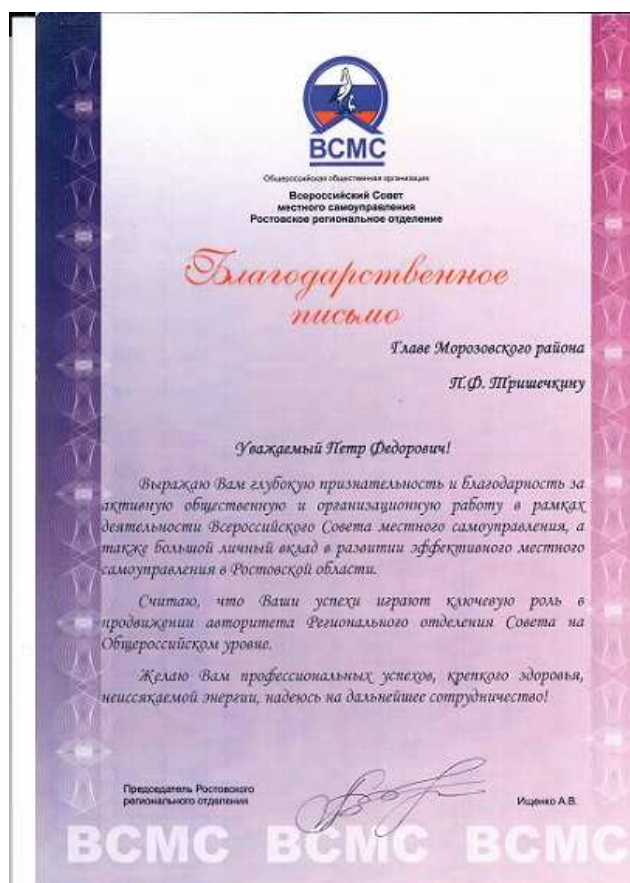 ВСМС
Общероссийская общественная организация
Всероссийский Совет
местного самоуправления
Ростовское региональное отделение
Благодарственное
письмо
Главе Морозовского района
П.Ф. Тришечкину
Уважаемый Петр Федорович!
Выражаю Вам глубокую признательность и благодарность за
активную общественную и организационную работу в рамках
деятельности Всероссийского Совета местного самоуправления, а
также большой личный вклад в развитии эффективного местного
самоуправления в Ростовской области.
Считаю, что Ваши успехи играют ключевую роль в
продвижении авторитета Регионального отделения Совета на
Общероссийском уровне.
Желаю Вам профессиональных успехов, крепкого здоровья,
неиссякаемой энергии, надеюсь на дальнейшее сотрудничество!
Председатель Ростовского
регионального отделения
Ищенко А.В.
ВСМС ВСМС ВСМС